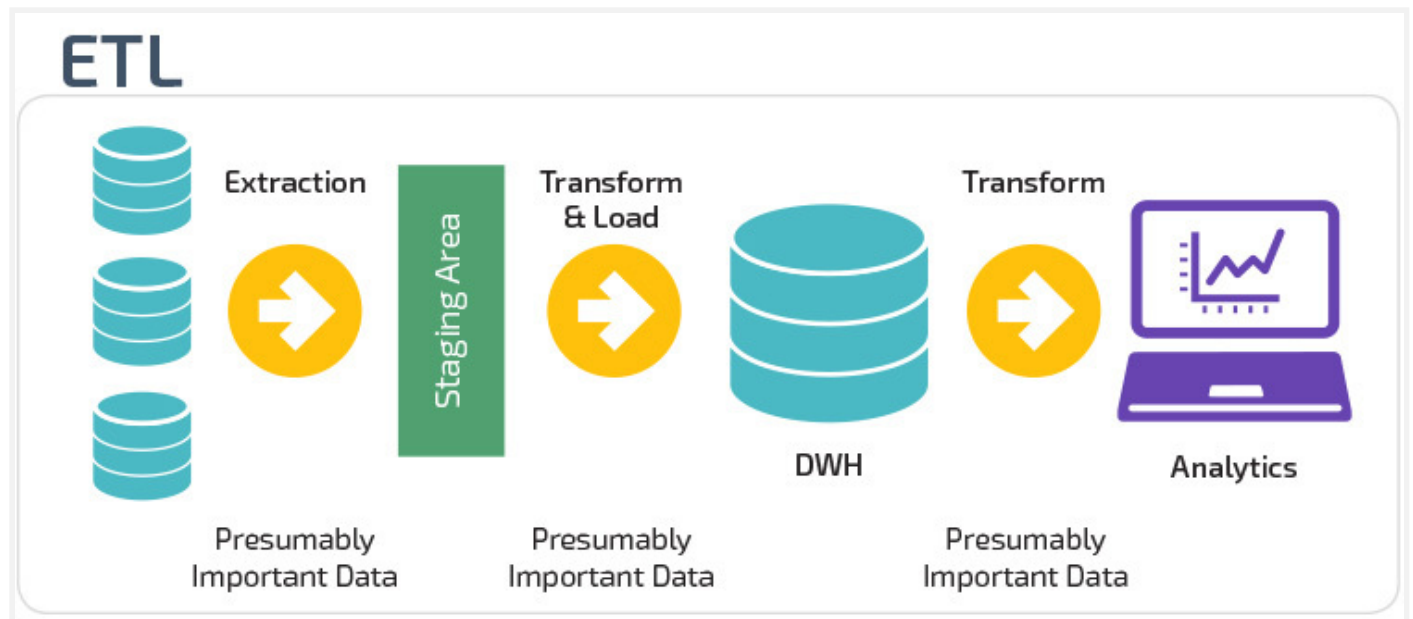 ETL
Extraction
Staging Area
Transform
& Load
Transform
DWH
Analytics
Presumably
Important Data
Presumably
Important Data
Presumably
Important Data